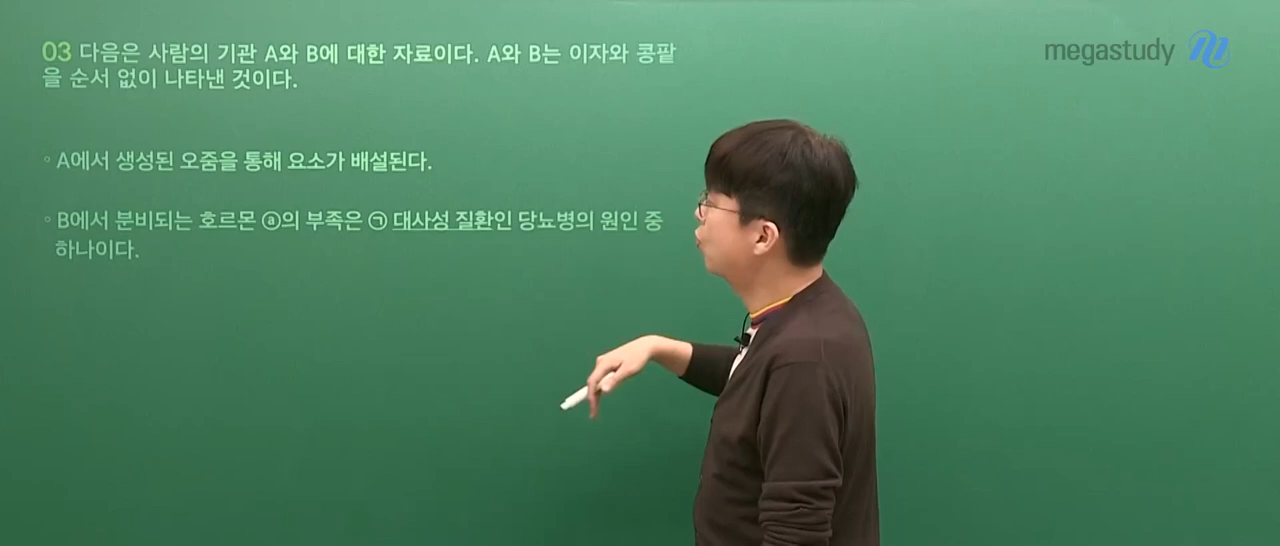 03 다음은 사람의 기관 A와 B에 대한 자료이다. A와 B는 이자와 콩팥
을 순서 없이 나타낸 것이다.
megastudy
◦ A에서 생성된 오줌을 통해 요소가 배설된다.
◦ B에서 분비되는 호르몬 ⓐ의 부족은 ㉠ 대사성 질환인 당뇨병의 원인 중
하나이다.